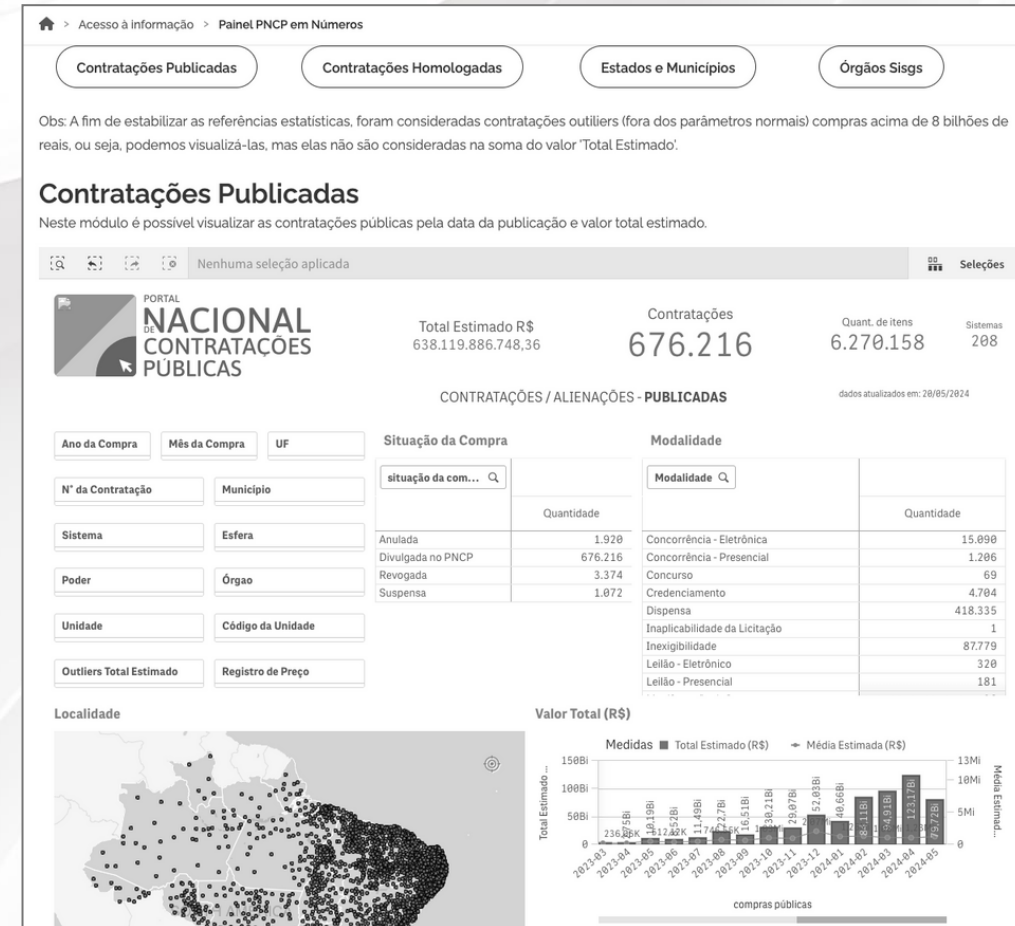 > Acesso à informação > Painel PNCP em Números
Contratações Publicadas
Contratações Homologadas
Estados e Municípios
Órgãos Sisgs
Obs: A fim de estabilizar as referências estatísticas, foram consideradas contratações outiliers (fora dos parâmetros normais) compras acima de 8 bilhões de
reais, ou seja, podemos visualizá-las, mas elas não são consideradas na soma do valor 'Total Estimado'.
Contratações Publicadas
Neste módulo é possível visualizar as contratações públicas pela data da publicação e valor total estimado.
Nenhuma seleção aplicada
Seleções
PORTAL
NACIONAL
DE
CONTRATAÇÕES
PÚBLICAS
Total Estimado R$
638.119.886.748,36
Contratações
676.216
Quant. de itens
6.270.158
Sistemas
208
CONTRATAÇÕES / ALIENAÇÕES - PUBLICADAS
dados atualizados em: 20/05/2024
Ano da Compra
Mês da Compra
UF
N° da Contratação
Município
Sistema
Esfera
Poder
Órgao
Unidade
Código da Unidade
Outliers Total Estimado
Registro de Preço
Situação da Compra
situação da com...
Quantidade
Anulada 1.920
Divulgada no PNCP 676.216
Revogada 3.374
Suspensa 1.072
Modalidade
Modalidade
Quantidade
Concorrência - Eletrônica 15.090
Concorrência - Presencial 1.206
Concurso 69
Credenciamento 4.704
Dispensa 418.335
Inaplicabilidade da Licitação 1
Inexigibilidade 87.779
Leilão - Eletrônico 320
Leilão - Presencial 181
Localidade
Valor Total (R$)
Medidas Total Estimado (R$) Média Estimada (R$)
Total Estimado ...
150Bi
100Bi
50Bi
0
13Mi
10Mi
5Mi
0
Média Estimad...
10,19Bi
11,49Bi
22,7Bi
16,51Bi
30,21Bi
29,07Bi
52,03Bi
40,66Bi
85,11Bi
94,91Bi
123,17Bi
79,72Bi
2023-03
2023-04
2023-05
2023-06
2023-07
2023-08
2023-09
2023-10
2023-11
2023-12
2024-01
2024-02
2024-03
2024-04
2024-05
compras públicas